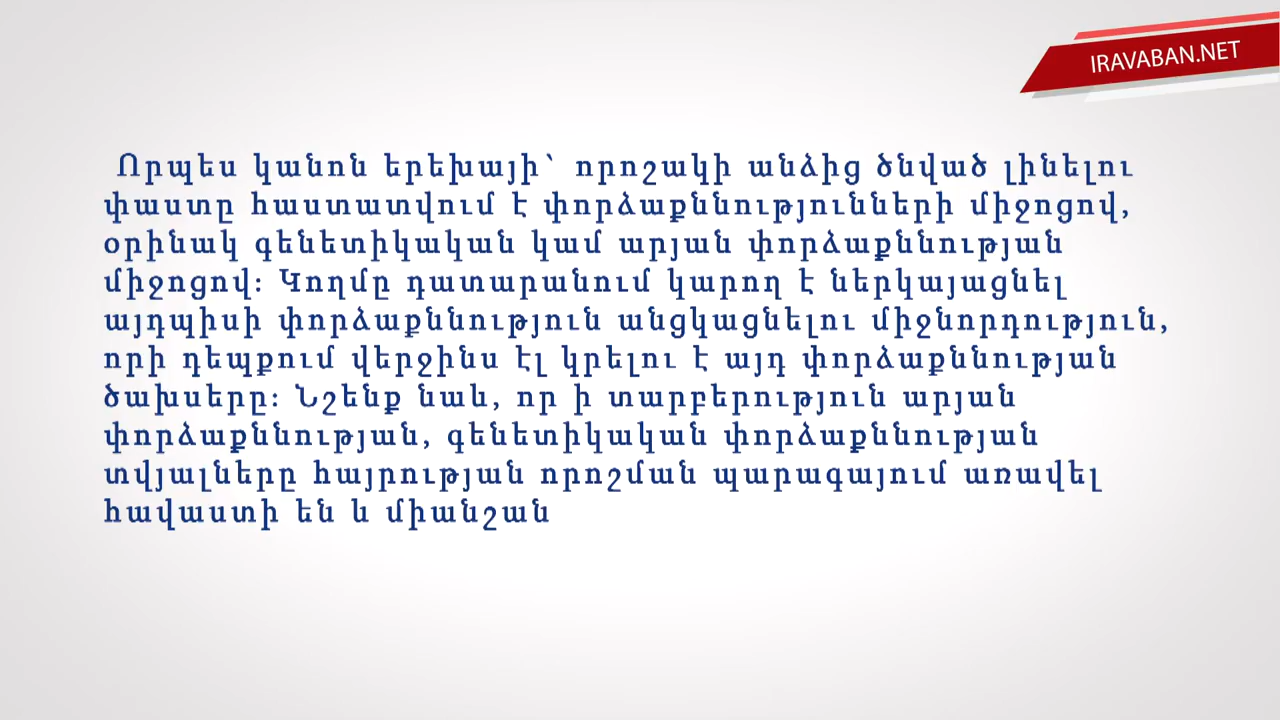 IRAVABAN.NET
Որպես կանոն երեխայի՝ որոշակի անձից ծնված լինելու
փաստը հաստատվում է փորձաքննությունների միջոցով,
օրինակ գենետիկական կամ արյան փորձաքննության
միջոցով։ Կողմը դատարանում կարող է ներկայացնել
այդպիսի փորձաքննություն անցկացնելու միջնորդություն,
որի դեպքում վերջինս էլ կրելու է այդ փորձաքննության
ծախսերը։ Նշենք նաև, որ ի տարբերություն արյան
փորձաքննության, գենետիկական փորձաքննության
տվյալները հայրության որոշման պարագայում առավել
հավաստի են և միանշան